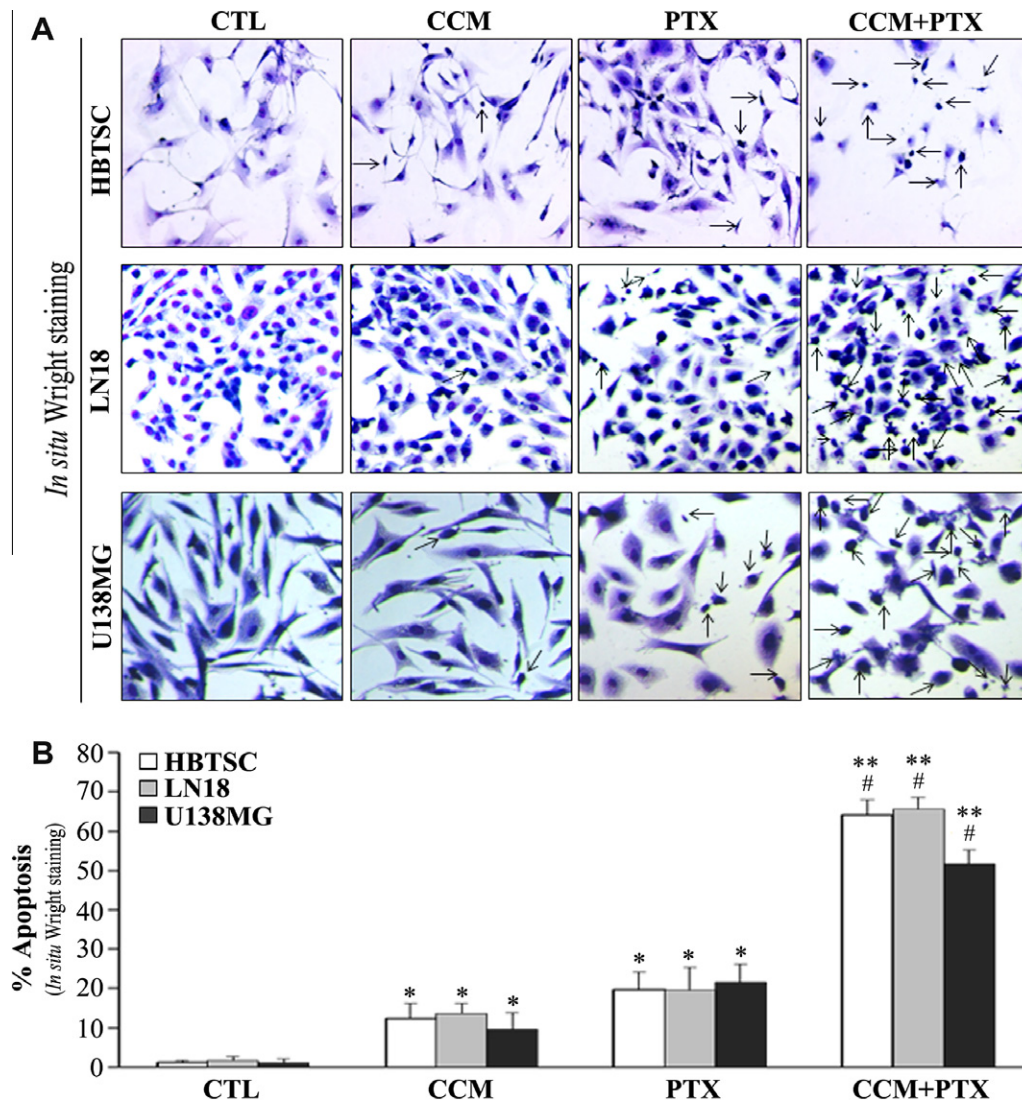 A
CTL CCM PTX CCM+PTX
In situ Wright staining
HBTSC
LN18
U138MG
B
80
70
60
50
40
30
20
10
0
% Apoptosis
(In situ Wright staining)
HBTSC
LN18
U138MG
* * *
* * *
** ** **
# # #
CTL CCM PTX CCM+PTX